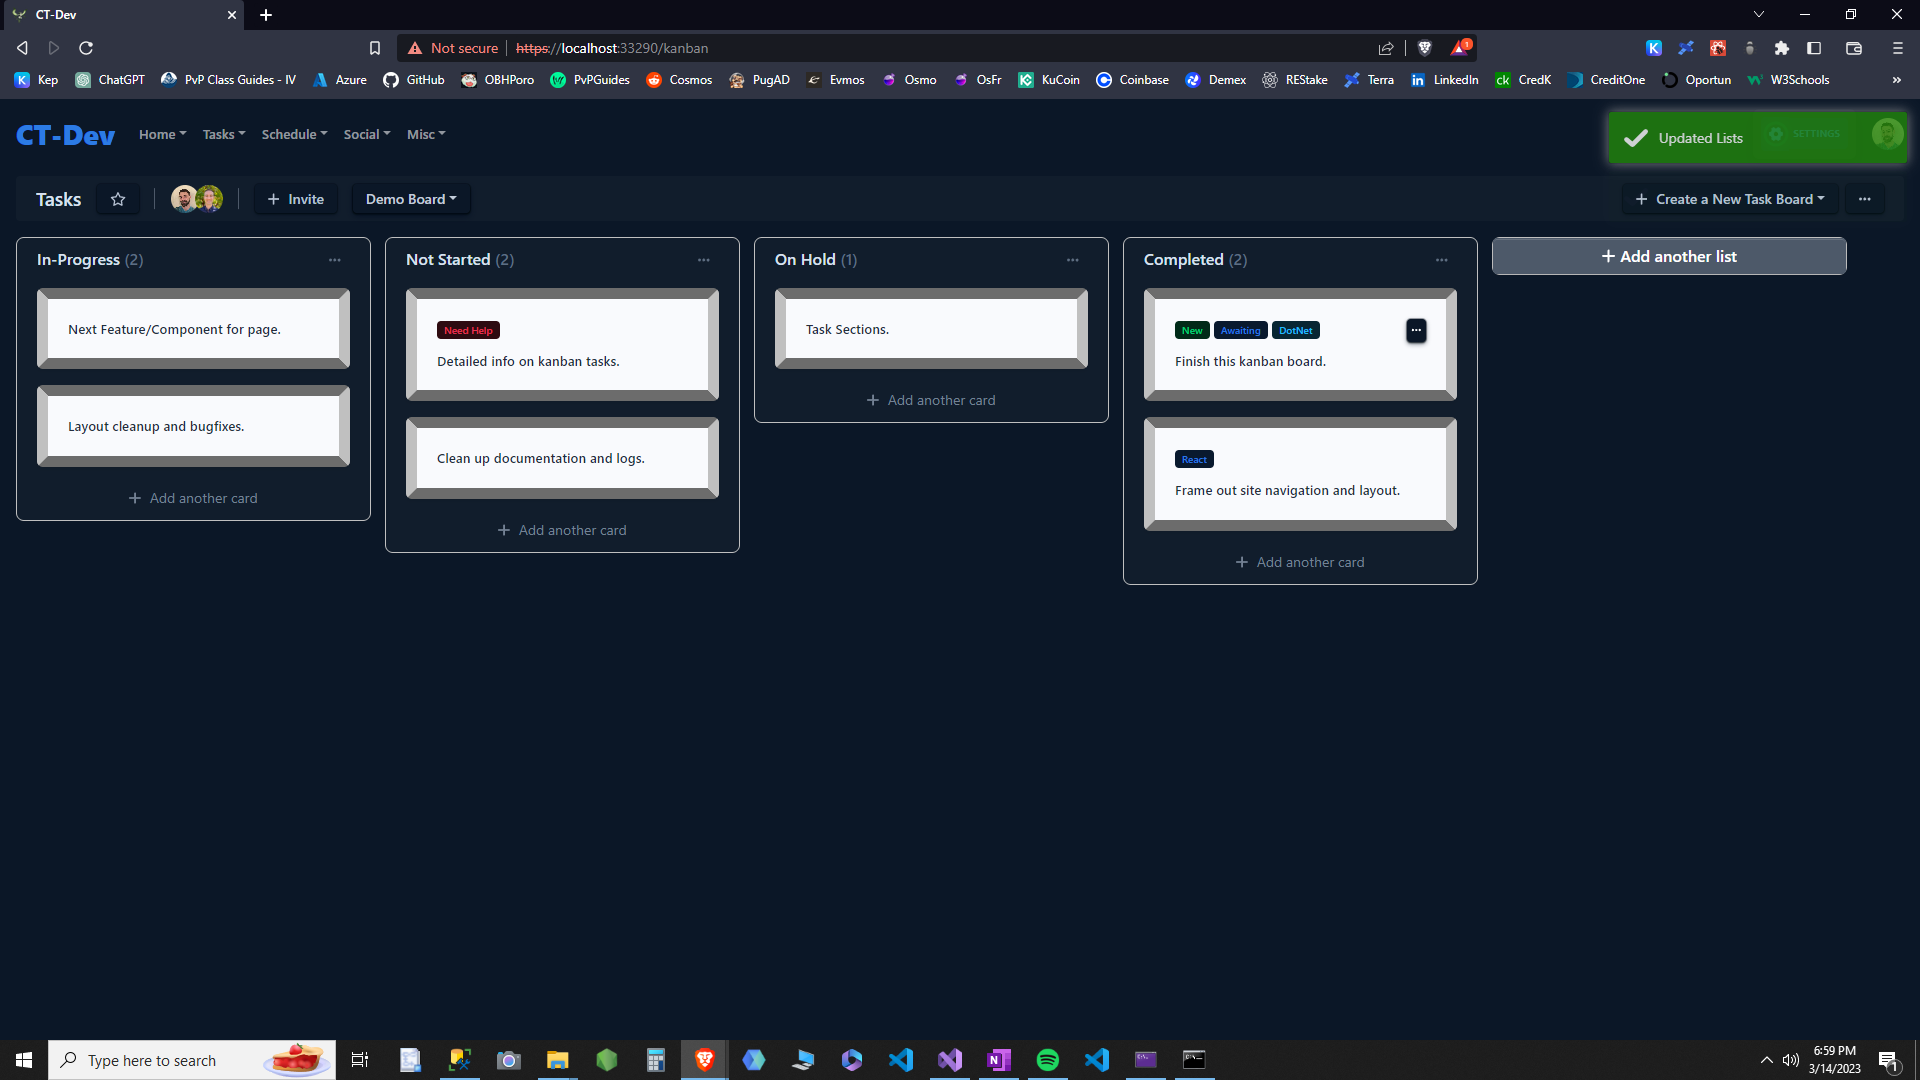 CT-Dev
Not secure https://localhost:33290/kanban
1
Kep ChatGPT PvP Class Guides - IV Azure GitHub OBHPoro PvPGuides Cosmos PugAD Evmos Osmo OsFr KuCoin Coinbase Demex REStake Terra LinkedIn CredK CreditOne Oportun W3Schools »
CT-Dev Home Tasks Schedule Social Misc
Updated Lists SETTINGS
Tasks + Invite Demo Board + Create a New Task Board ...
In-Progress (2) ...
Next Feature/Component for page.
Layout cleanup and bugfixes.
+ Add another card
Not Started (2) ...
Need Help
Detailed info on kanban tasks.
Clean up documentation and logs.
+ Add another card
On Hold (1) ...
Task Sections.
+ Add another card
Completed (2) ...
New Awaiting DotNet ...
Finish this kanban board.
React
Frame out site navigation and layout.
+ Add another card
+ Add another list
Type here to search
6:59 PM
3/14/2023
1